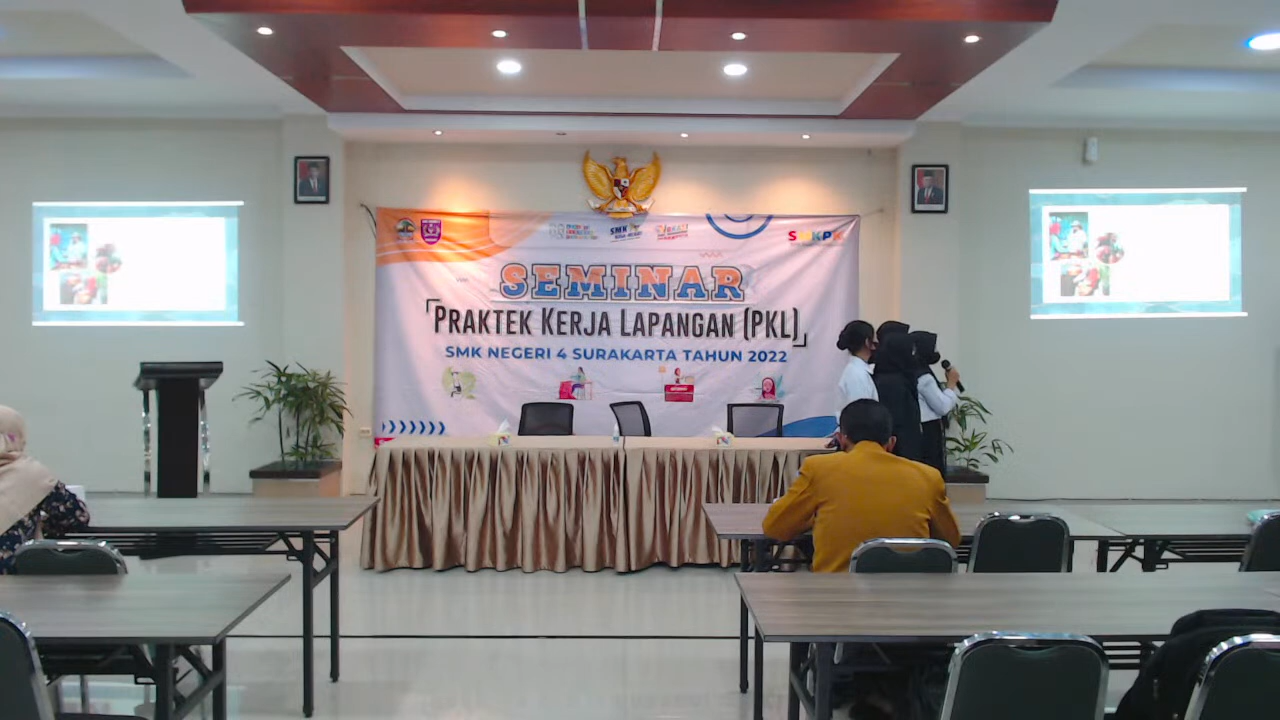 SEMINAR
PRAKTEK KERJA LAPANGAN (PKL)
SMK NEGERI 4 SURAKARTA TAHUN 2022